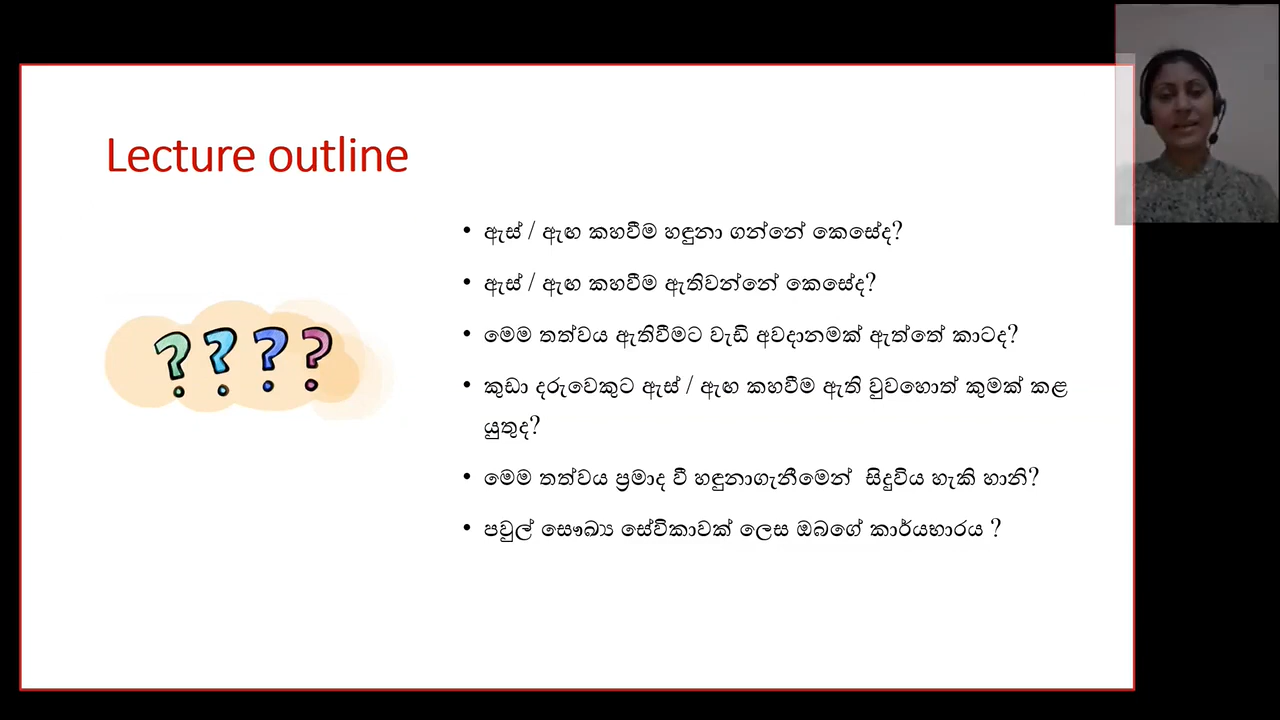 Lecture outline
• ඇස් / ඇඟ කහවීම හඳුනා ගන්නේ කෙසේද?
• ඇස් / ඇඟ කහවීම ඇතිවන්නේ කෙසේද?
• මෙම තත්වය ඇතිවීමට වැඩි අවදානමක් ඇත්තේ කාටද?
• කුඩා දරුවෙකුට ඇස් / ඇඟ කහවීම ඇති වුවහොත් කුමක් කළ
යුතුද?
• මෙම තත්වය ප්‍රමාද වී හඳුනාගැනීමෙන් සිදුවිය හැකි හානි?
• පවුල් සෞඛ්‍ය සේවිකාවක් ලෙස ඔබගේ කාර්යභාරය ?
????